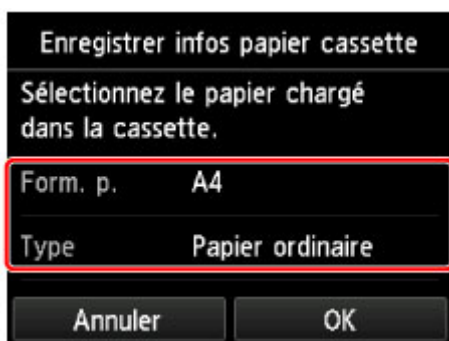 Enregistrer infos papier cassette
Sélectionnez le papier chargé
dans la cassette.
Form. p. A4
Type Papier ordinaire
Annuler OK